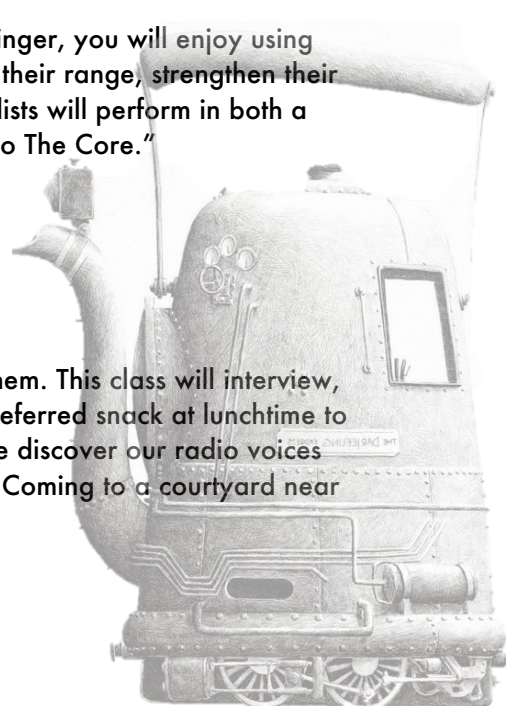 inger, you will enjoy using
their range, strengthen their
lists will perform in both a
o The Core.”
hem. This class will interview,
eferred snack at lunchtime to
e discover our radio voices
Coming to a courtyard near